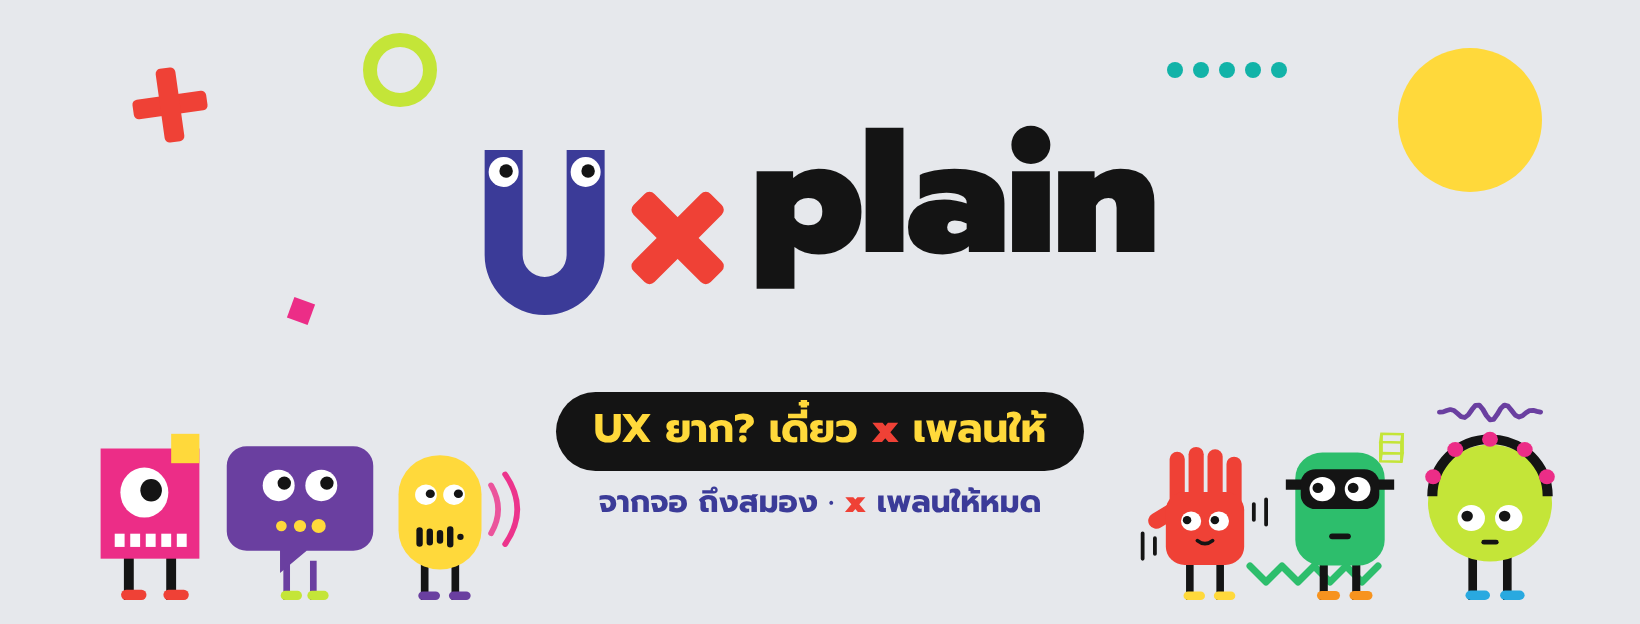 Ux plain
UX ยาก? เดี๋ยว x เพลนให้
จากจอ ถึงสมอง · x เพลนให้หมด